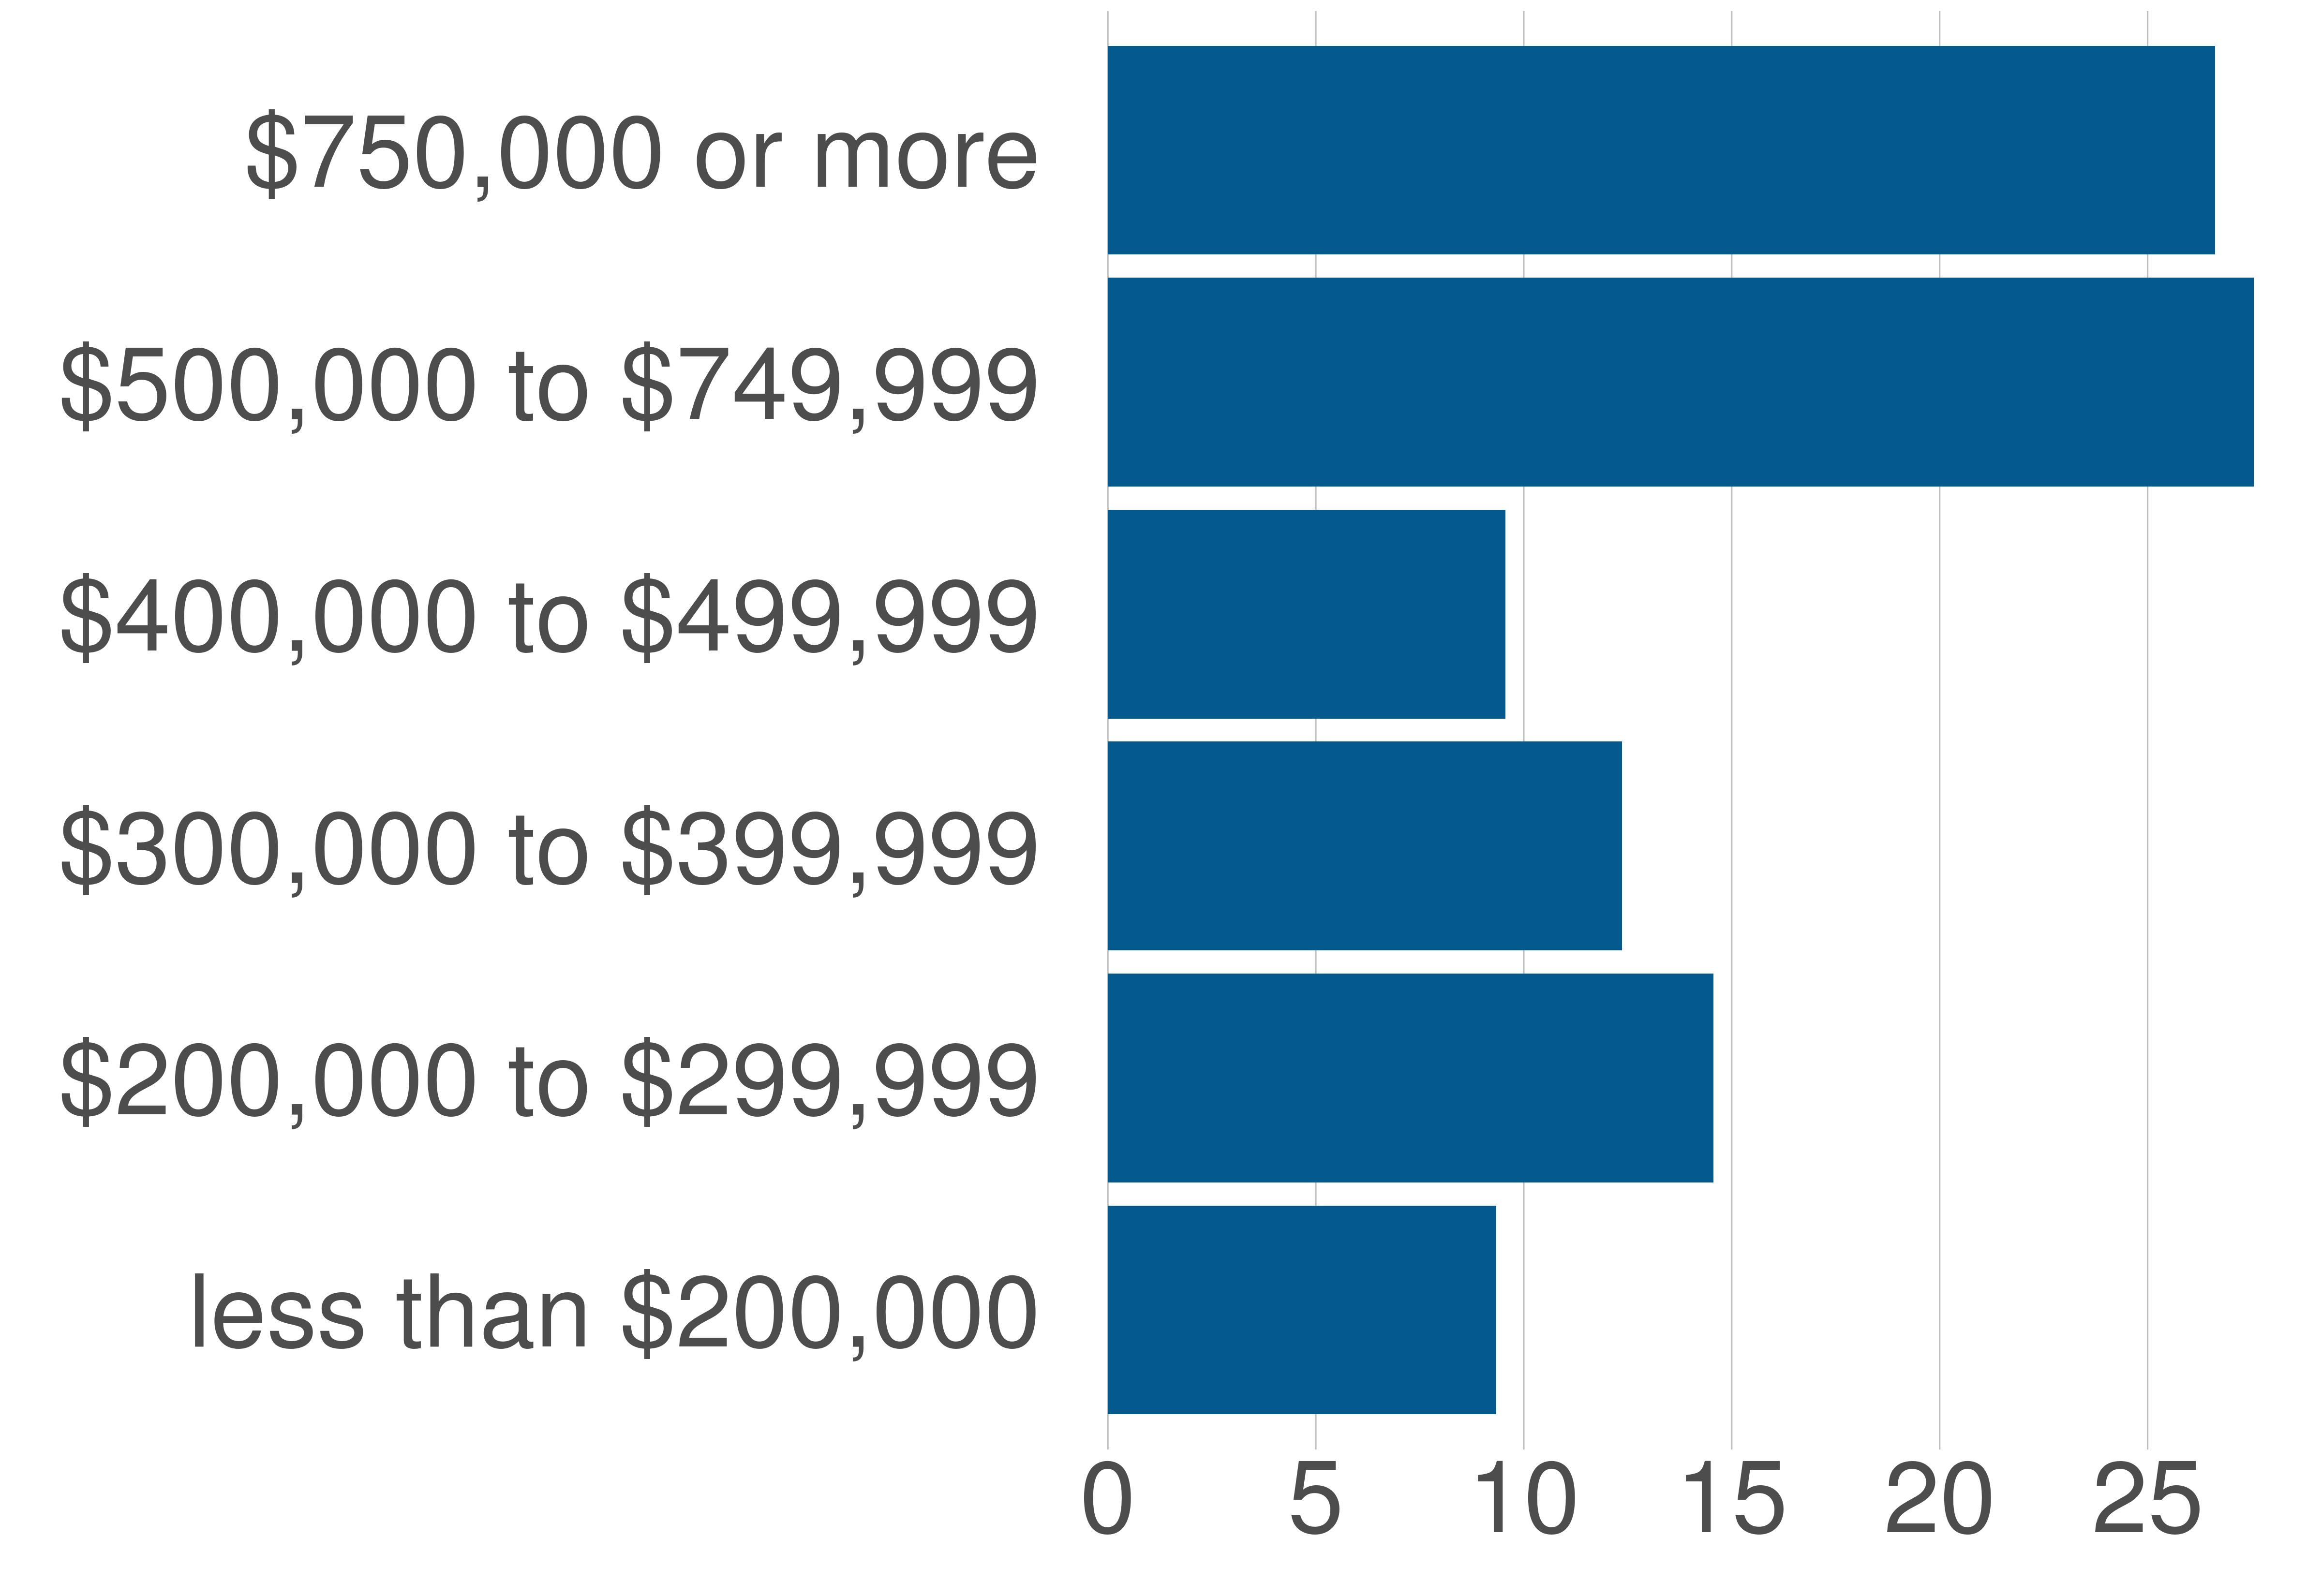 $750,000 or more
$500,000 to $749,999
$400,000 to $499,999
$300,000 to $399,999
$200,000 to $299,999
less than $200,000
0 5 10 15 20 25